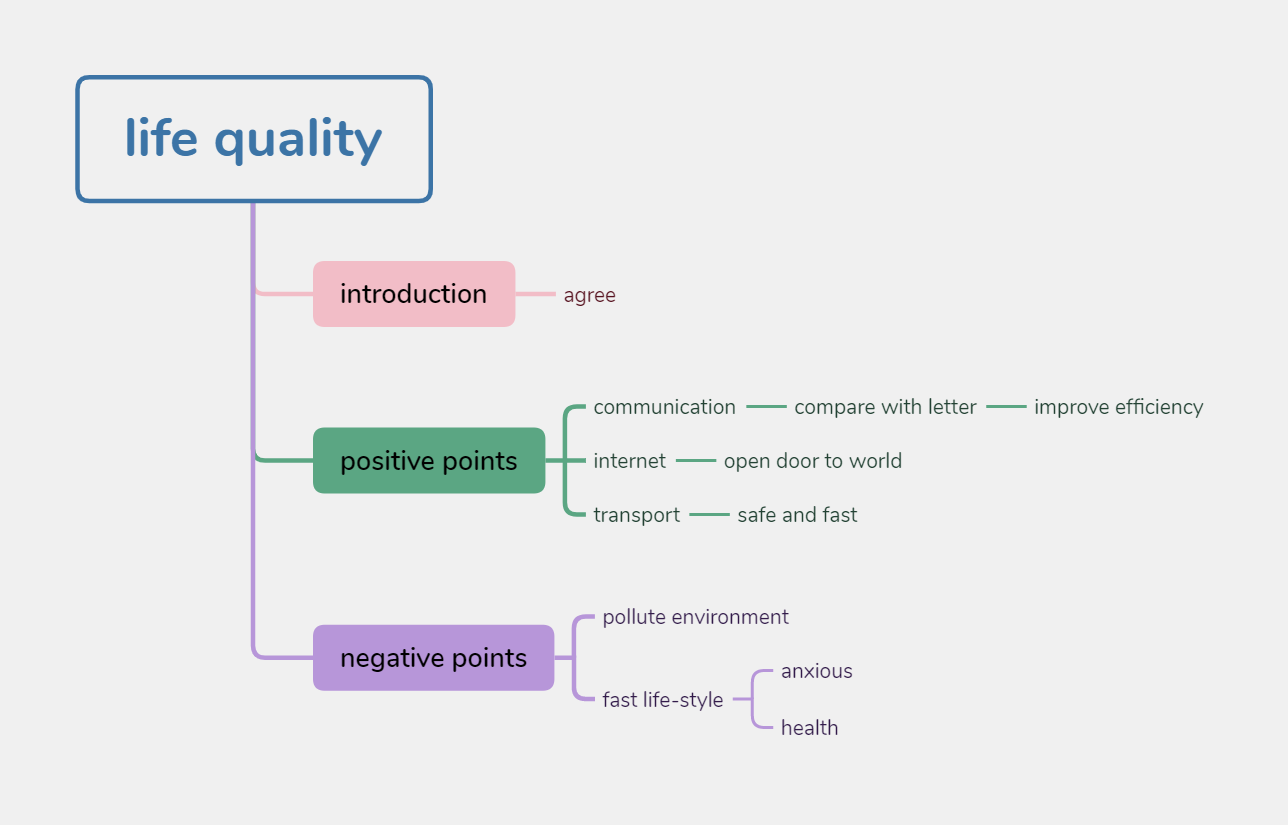 life quality
introduction
agree
communication
compare with letter
improve efficiency
positive points
internet
open door to world
transport
safe and fast
pollute environment
negative points
anxious
fast life-style
health